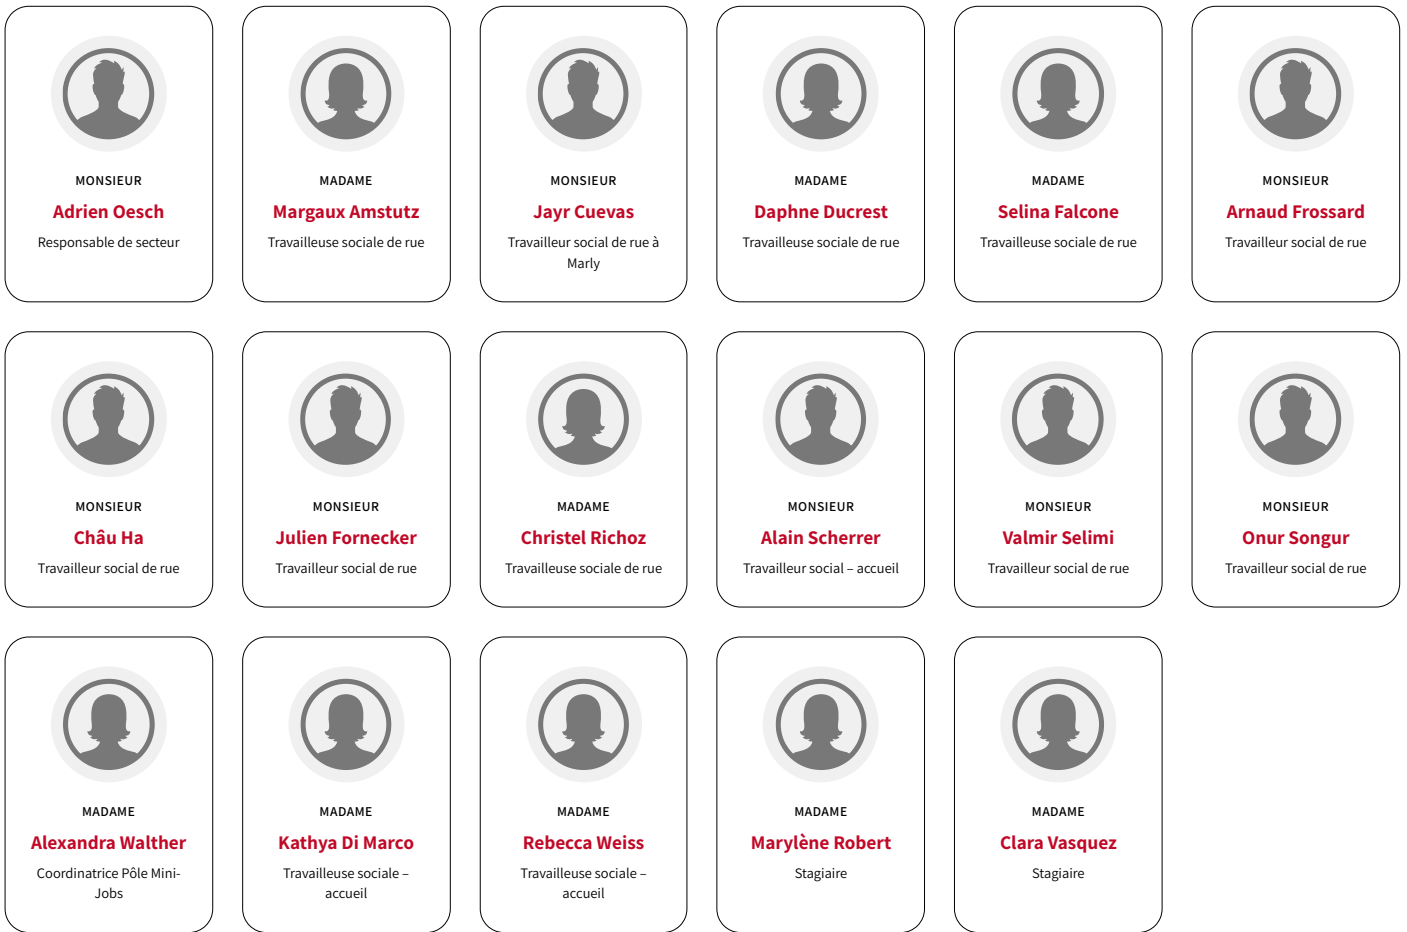 MONSIEUR
Adrien Oesch
Responsable de secteur
MADAME
Margaux Amstutz
Travailleuse sociale de rue
MONSIEUR
Jayr Cuevas
Travailleur social de rue à
Marly
MADAME
Daphne Ducrest
Travailleuse sociale de rue
MADAME
Selina Falcone
Travailleuse sociale de rue
MONSIEUR
Arnaud Frossard
Travailleur social de rue
MONSIEUR
Châu Ha
Travailleur social de rue
MONSIEUR
Julien Fornecker
Travailleur social de rue
MADAME
Christel Richoz
Travailleuse sociale de rue
MONSIEUR
Alain Scherrer
Travailleur social – accueil
MONSIEUR
Valmir Selimi
Travailleur social de rue
MONSIEUR
Onur Songur
Travailleur social de rue
MADAME
Alexandra Walther
Coordinatrice Pôle Mini-
Jobs
MADAME
Kathya Di Marco
Travailleuse sociale –
accueil
MADAME
Rebecca Weiss
Travailleuse sociale –
accueil
MADAME
Marylène Robert
Stagiaire
MADAME
Clara Vasquez
Stagiaire